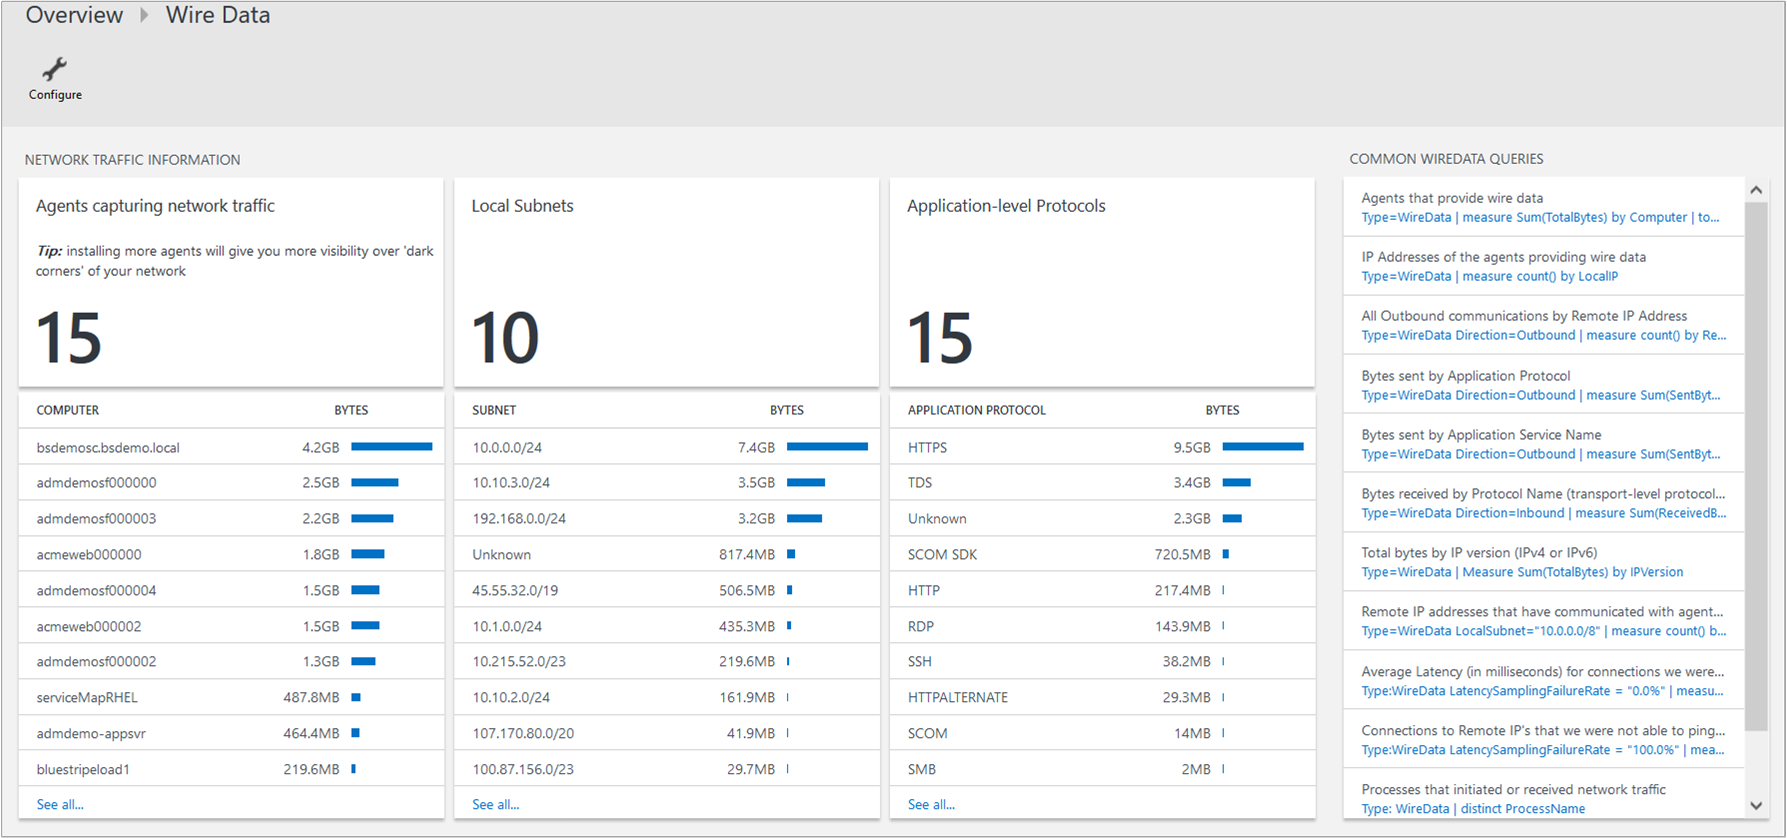 Overview Wire Data
Configure
NETWORK TRAFFIC INFORMATION
Agents capturing network traffic
Tip: installing more agents will give you more visibility over 'dark
corners' of your network
15
COMPUTER BYTES
bsdemosc.bsdemo.local 4.2GB
admdemosf000000 2.5GB
admdemosf000003 2.2GB
acmeweb000000 1.8GB
admdemosf000004 1.5GB
acmeweb000002 1.5GB
admdemosf000002 1.3GB
serviceMapRHEL 487.8MB
admdemo-appsvr 464.4MB
bluestripeload1 219.6MB
See all...
Local Subnets
10
SUBNET BYTES
10.0.0.0/24 7.4GB
10.10.3.0/24 3.5GB
192.168.0.0/24 3.2GB
Unknown 817.4MB
45.55.32.0/19 506.5MB
10.1.0.0/24 435.3MB
10.215.52.0/23 219.6MB
10.10.2.0/24 161.9MB
107.170.80.0/20 41.9MB
100.87.156.0/23 29.7MB
See all...
Application-level Protocols
15
APPLICATION PROTOCOL BYTES
HTTPS 9.5GB
TDS 3.4GB
Unknown 2.3GB
SCOM SDK 720.5MB
HTTP 217.4MB
RDP 143.9MB
SSH 38.2MB
HTTPALTERNATE 29.3MB
SCOM 14MB
SMB 2MB
See all...
COMMON WIREDATA QUERIES
Agents that provide wire data
Type=WireData | measure Sum(TotalBytes) by Computer | to...
IP Addresses of the agents providing wire data
Type=WireData | measure count() by LocalIP
All Outbound communications by Remote IP Address
Type=WireData Direction=Outbound | measure count() by Re...
Bytes sent by Application Protocol
Type=WireData Direction=Outbound | measure Sum(SentByt...
Bytes sent by Application Service Name
Type=WireData Direction=Outbound | measure Sum(SentByt...
Bytes received by Protocol Name (transport-level protocol...
Type=WireData Direction=Inbound | measure Sum(ReceivedB...
Total bytes by IP version (IPv4 or IPv6)
Type=WireData | Measure Sum(TotalBytes) by IPVersion
Remote IP addresses that have communicated with agent...
Type=WireData LocalSubnet="10.0.0.0/8" | measure count() b...
Average Latency (in milliseconds) for connections we were...
Type:WireData LatencySamplingFailureRate = "0.0%" | measu...
Connections to Remote IP's that we were not able to ping...
Type:WireData LatencySamplingFailureRate = "100.0%" | mea...
Processes that initiated or received network traffic
Type: WireData | distinct ProcessName